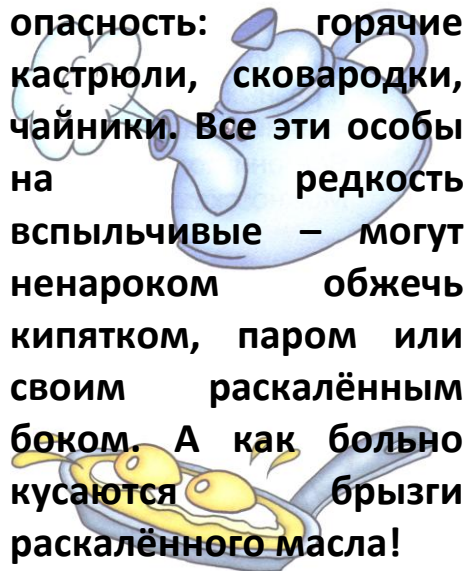 опасность: горячие
кастрюли, сковародки,
чайники. Все эти особы
на редкость
вспыльчивые – могут
ненароком обжечь
кипятком, паром или
своим раскалённым
боком. А как больно
кусаются брызги
раскалённого масла!